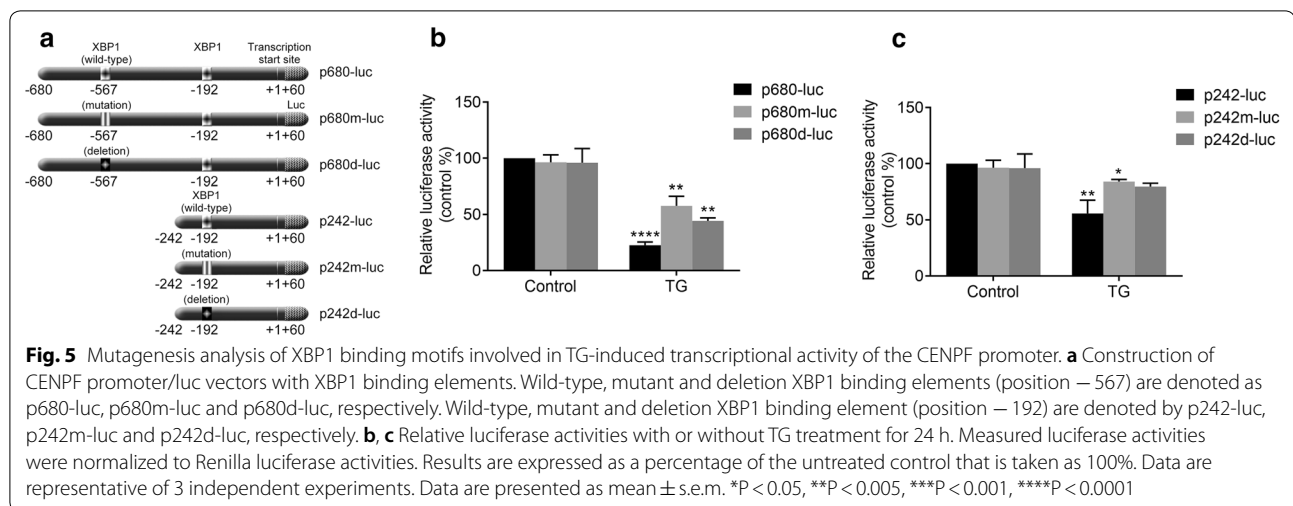 a
XBP1
(wild-type)
XBP1
Transcription
start site
p680-luc
-680 -567 -192 +1+60
(mutation)
Luc
p680m-luc
-680 -567 -192 +1+60
(deletion)
p680d-luc
-680 -567 -192 +1+60
XBP1
(wild-type)
p242-luc
-242 -192 +1+60
(mutation)
p242m-luc
-242 -192 +1+60
(deletion)
p242d-luc
-242 -192 +1+60
b
p680-luc
p680m-luc
p680d-luc
Relative luciferase activity
(control %)
150
100
50
0
****
**
**
Control TG
c
p242-luc
p242m-luc
p242d-luc
Relative luciferase activity
(control %)
150
100
50
0
**
*
Control TG
Fig. 5 Mutagenesis analysis of XBP1 binding motifs involved in TG-induced transcriptional activity of the CENPF promoter. a Construction of
CENPF promoter/luc vectors with XBP1 binding elements. Wild-type, mutant and deletion XBP1 binding elements (position − 567) are denoted as
p680-luc, p680m-luc and p680d-luc, respectively. Wild-type, mutant and deletion XBP1 binding element (position − 192) are denoted by p242-luc,
p242m-luc and p242d-luc, respectively. b, c Relative luciferase activities with or without TG treatment for 24 h. Measured luciferase activities
were normalized to Renilla luciferase activities. Results are expressed as a percentage of the untreated control that is taken as 100%. Data are
representative of 3 independent experiments. Data are presented as mean ± s.e.m. *P < 0.05, **P < 0.005, ***P < 0.001, ****P < 0.0001